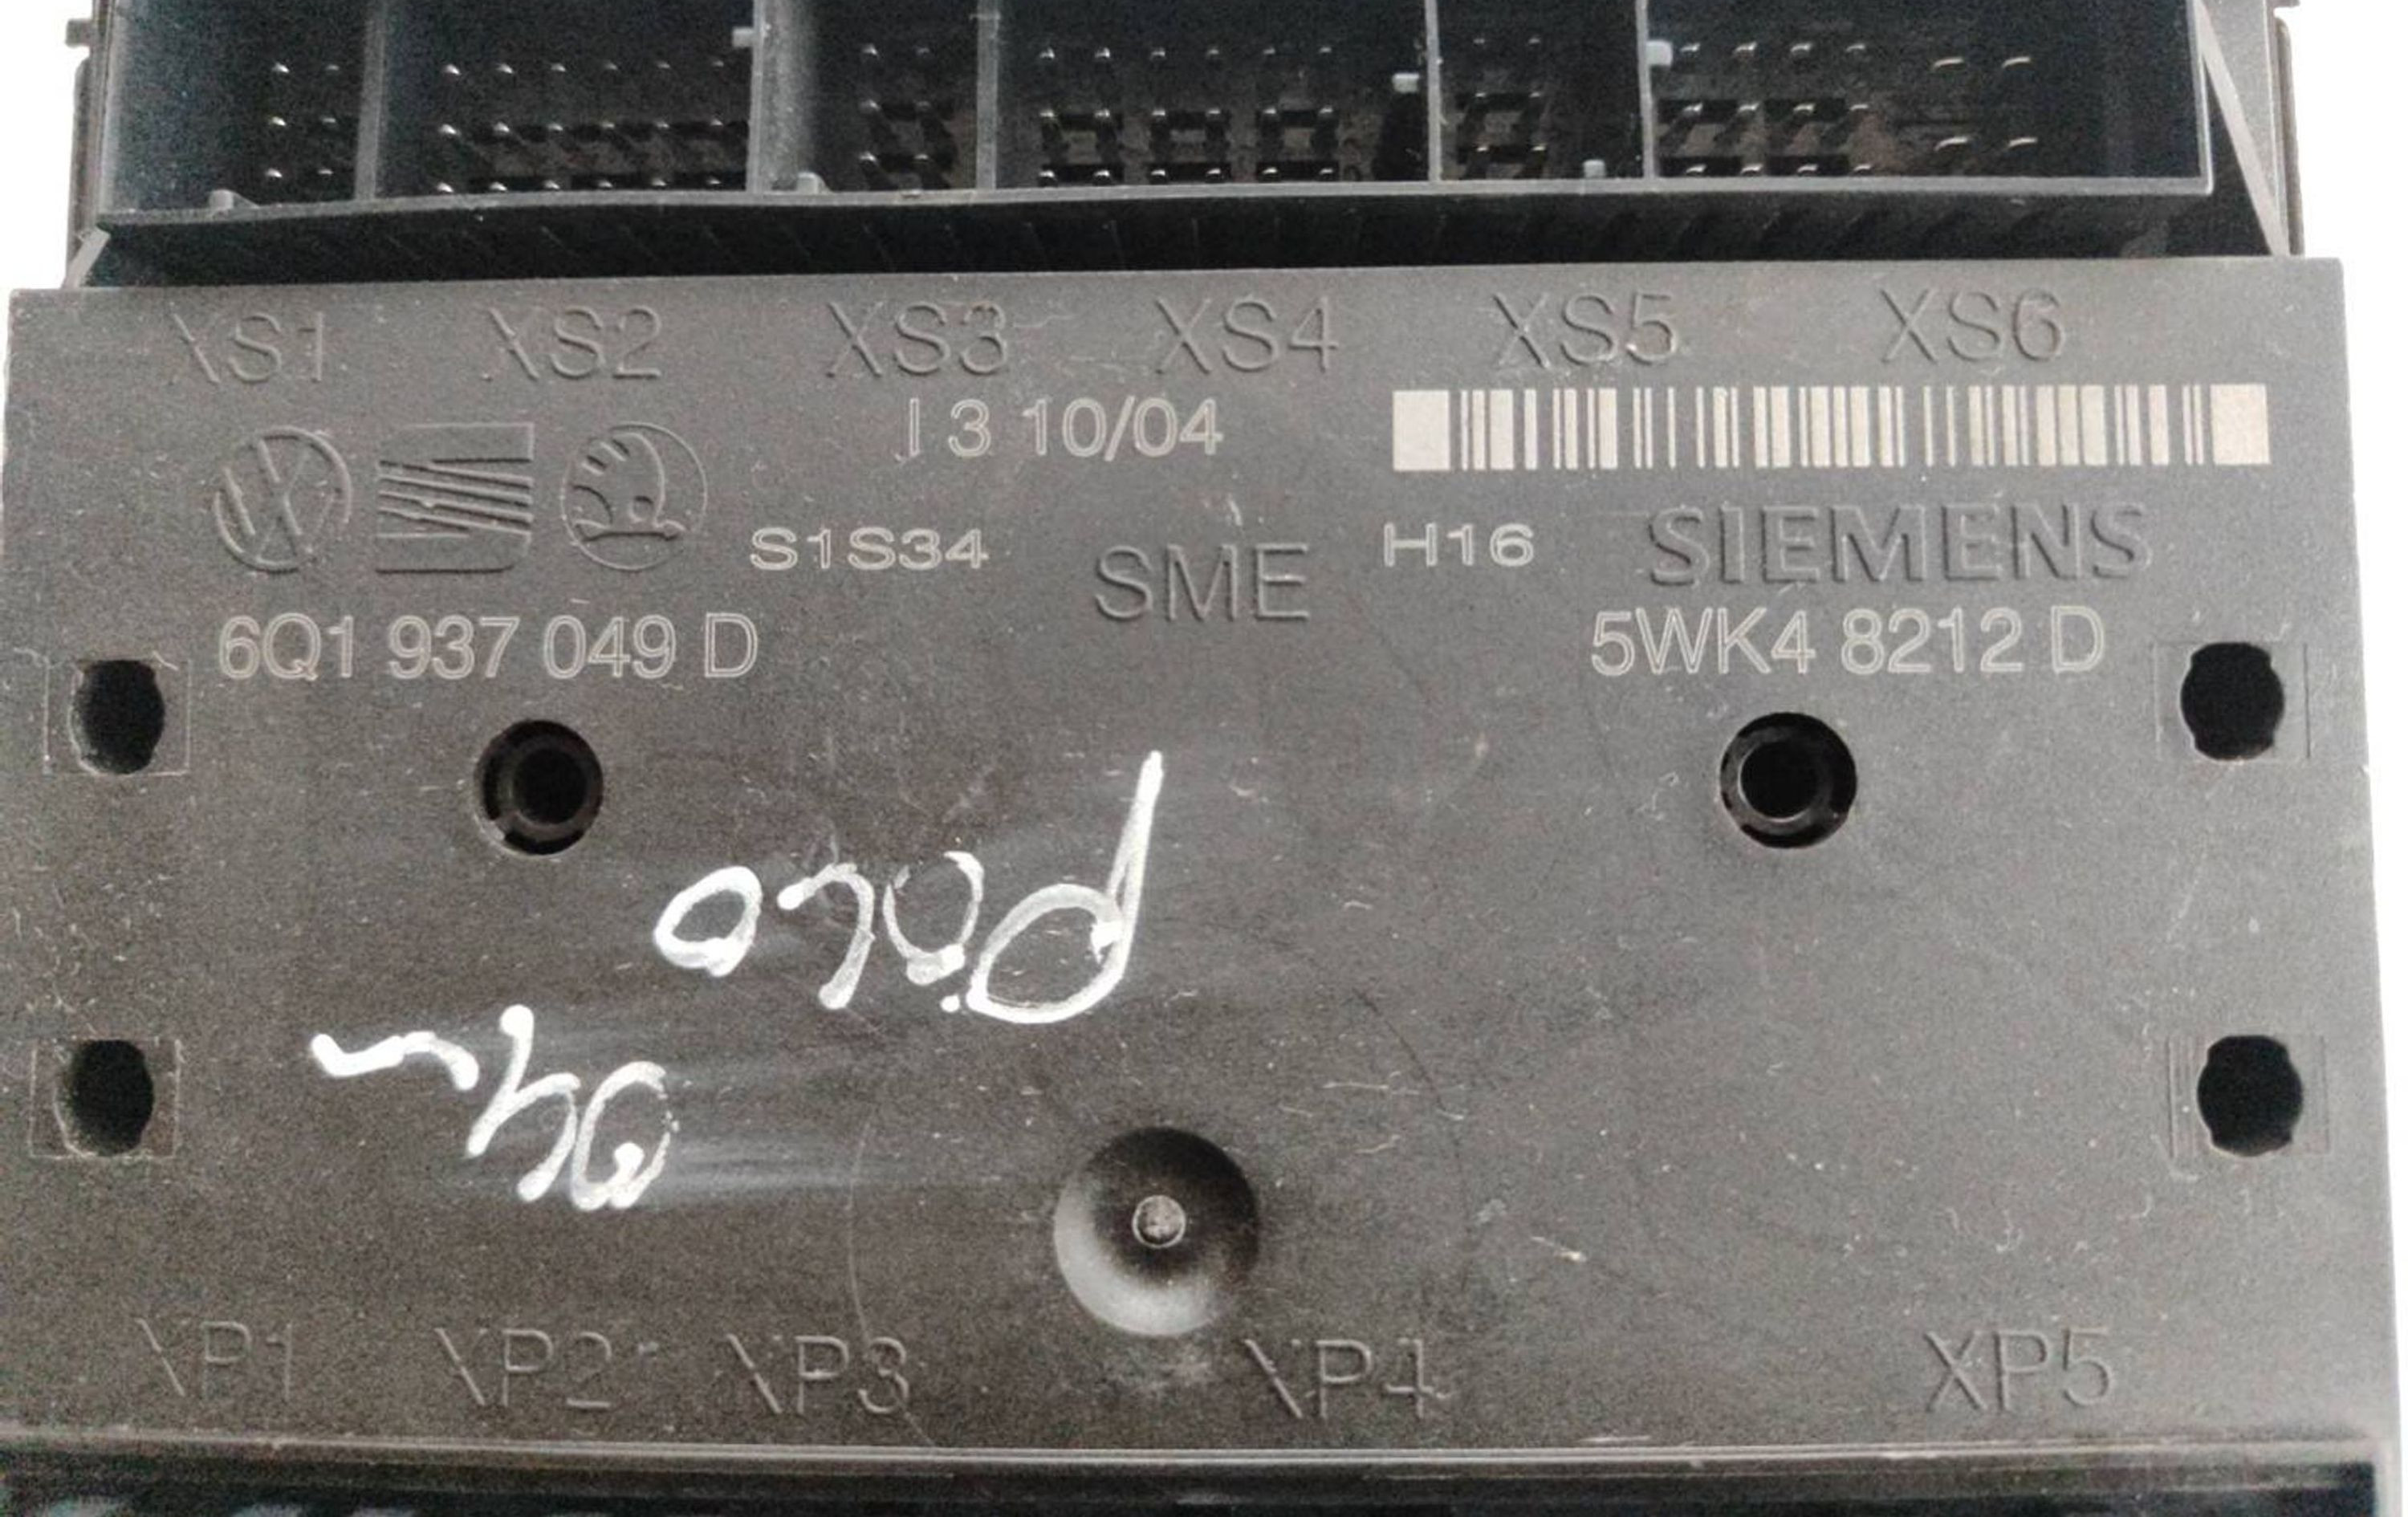 XS1 XS2 XS3 XS4 XS5 XS6
I 3 10/04
S1S34 SME H16 SIEMENS
6Q1 937 049 D 5WK4 8212 D
POLO
XP1 XP2 XP3 XP4 XP5